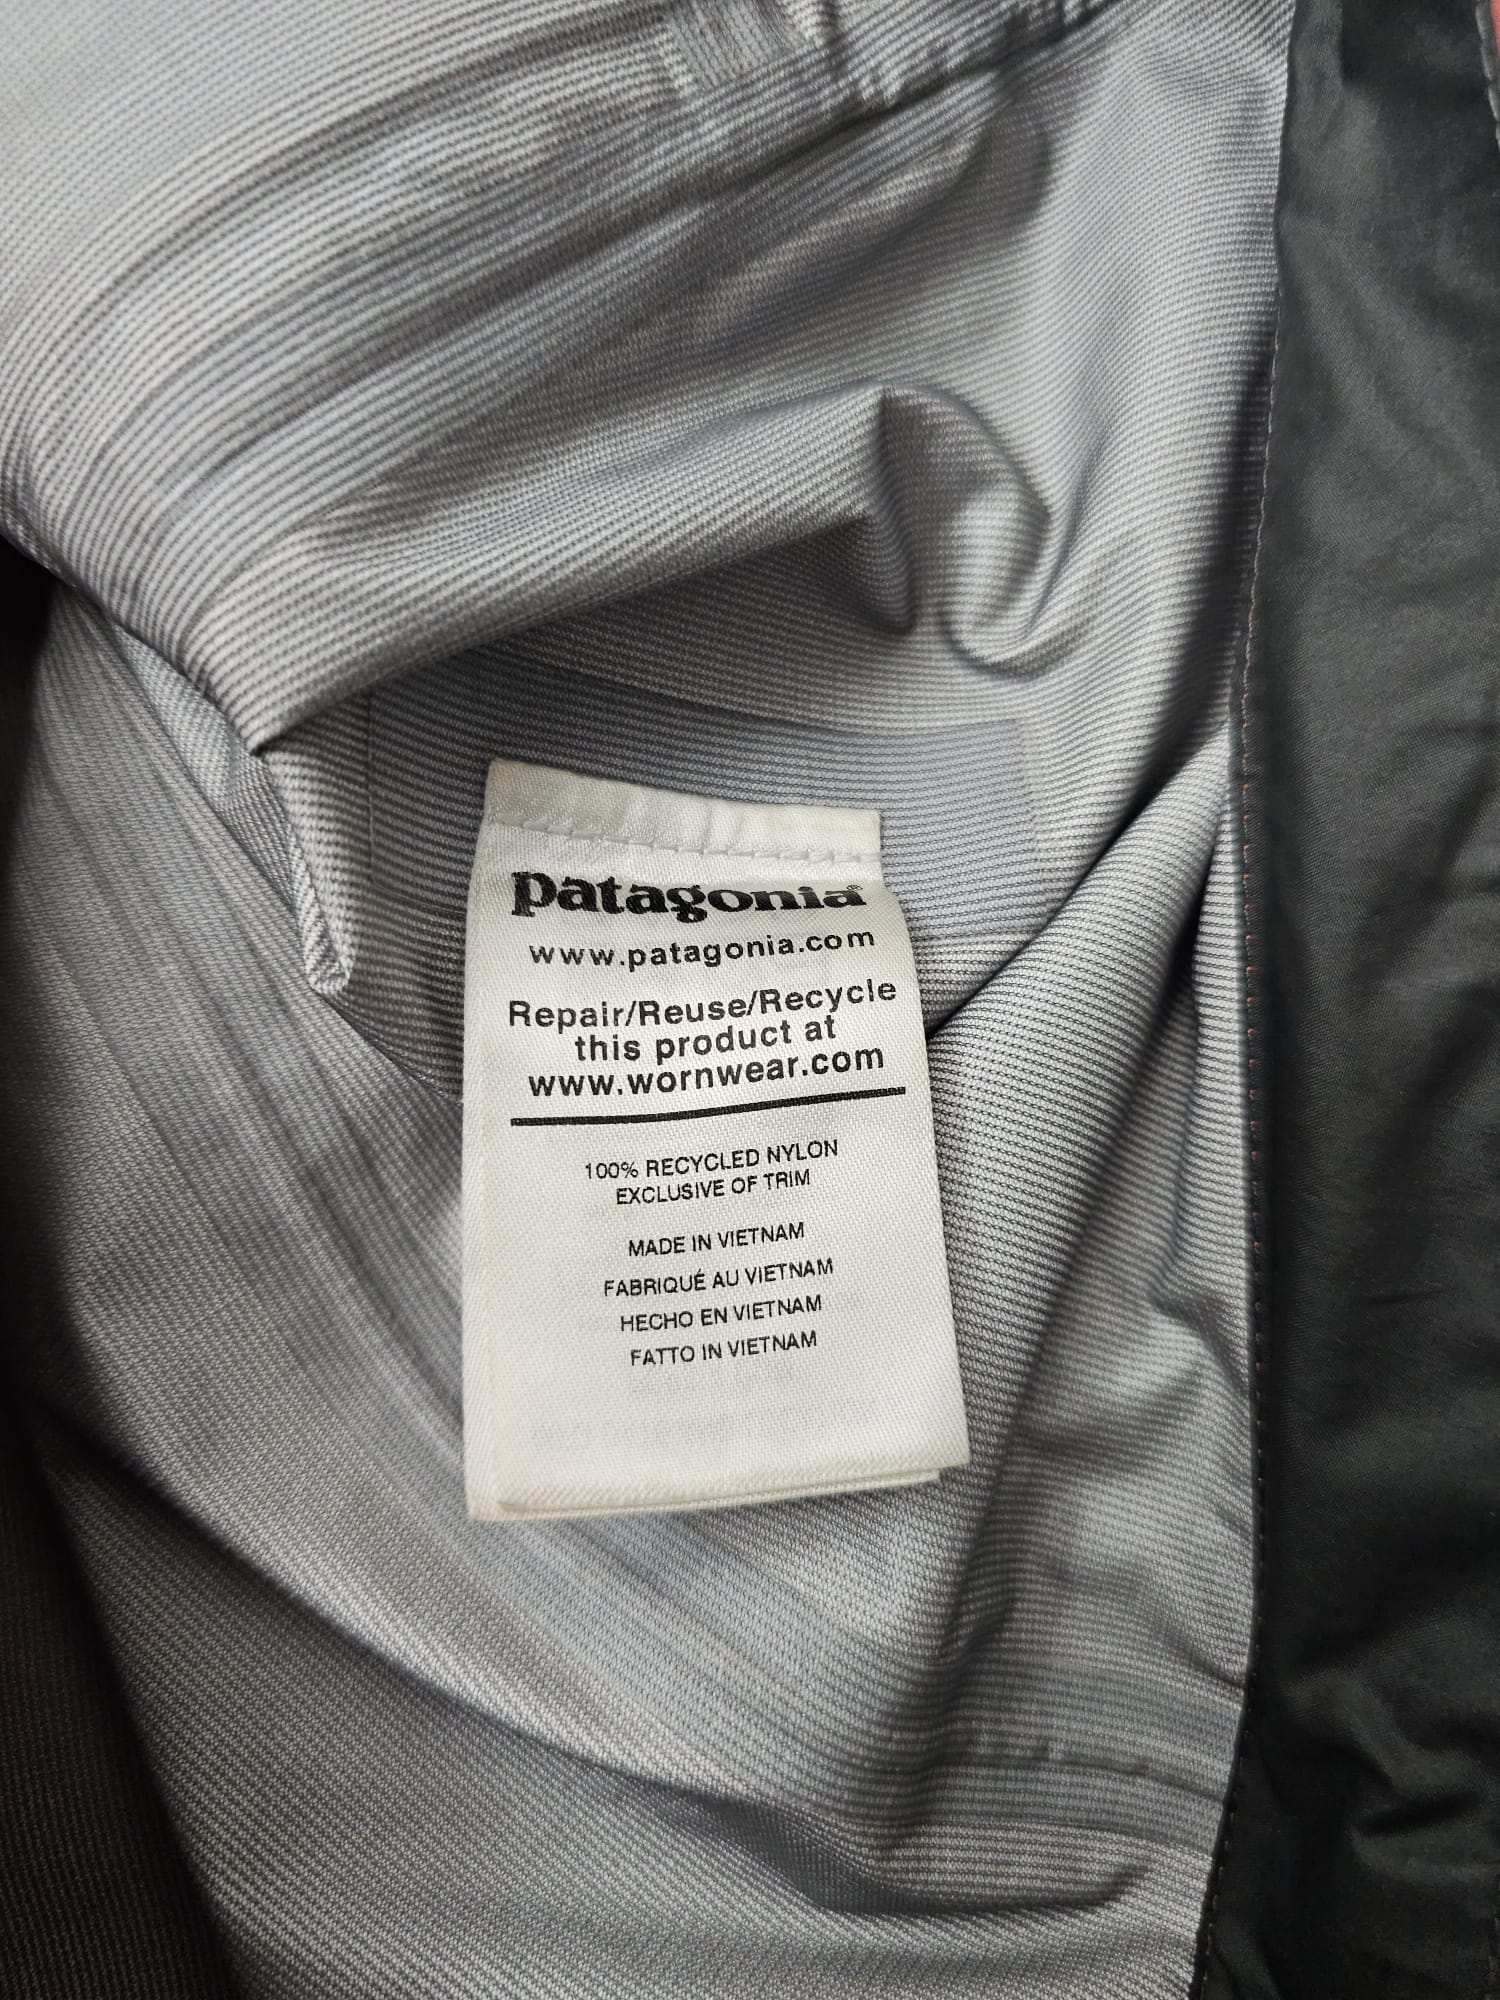 patagonia®
www.patagonia.com
Repair/Reuse/Recycle
this product at
www.wornwear.com
100% RECYCLED NYLON
EXCLUSIVE OF TRIM
MADE IN VIETNAM
FABRIQUÉ AU VIETNAM
HECHO EN VIETNAM
FATTO IN VIETNAM